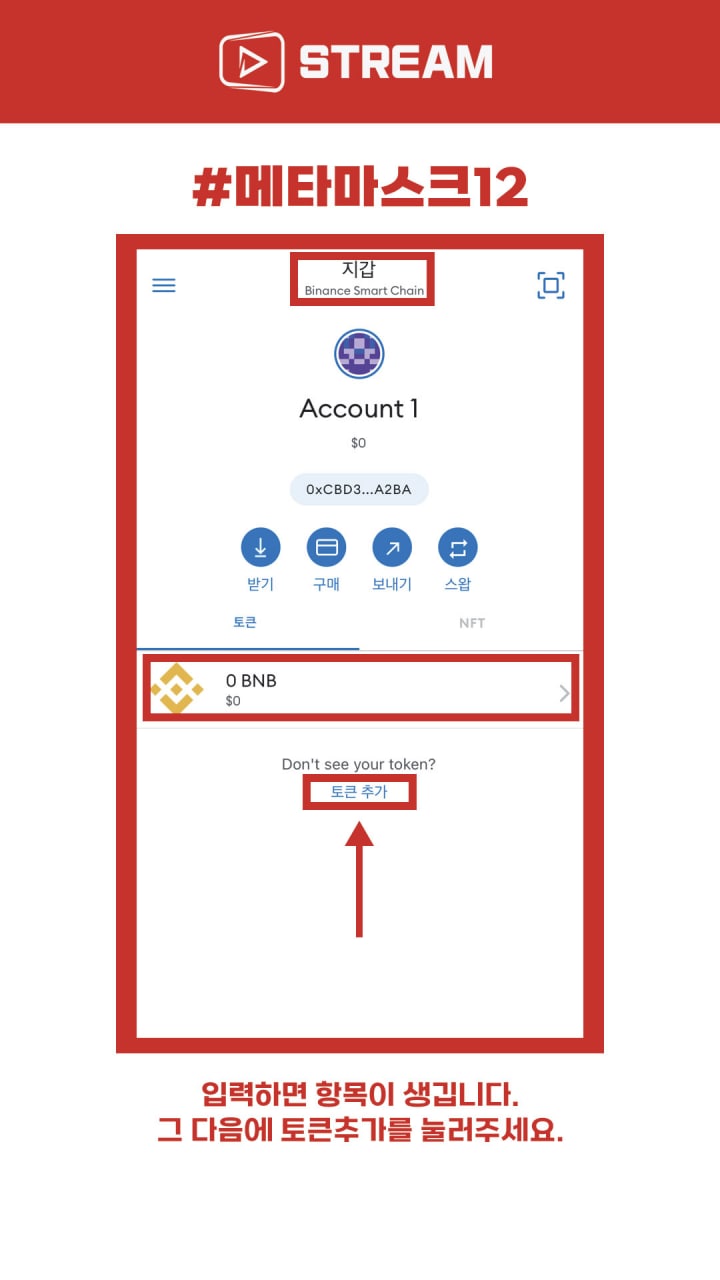 STREAM
#메타마스크12
지갑
Binance Smart Chain
Account 1
$0
0xCBD3...A2BA
받기 구매 보내기 스왑
토큰 NFT
0 BNB
$0
Don't see your token?
토큰 추가
입력하면 항목이 생깁니다.
그 다음에 토큰추가를 눌러주세요.